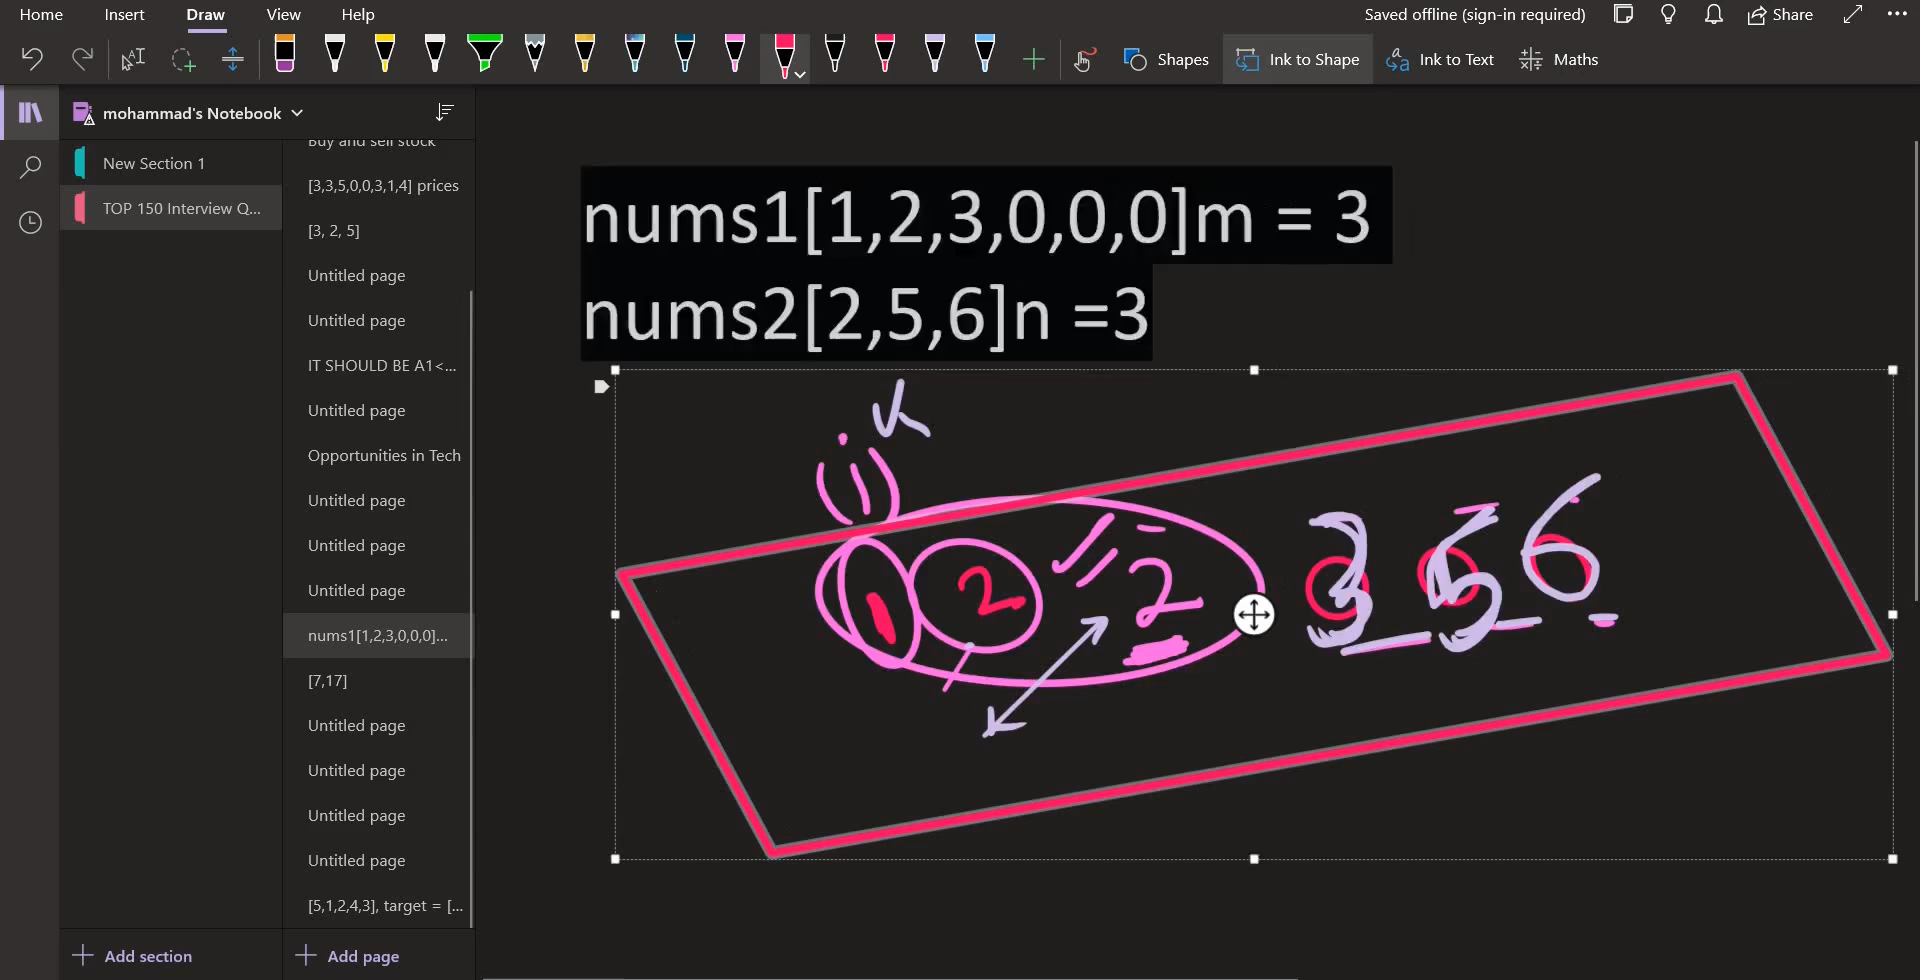 Home Insert Draw View Help
Saved offline (sign-in required) Share
Shapes Ink to Shape Ink to Text Maths
mohammad's Notebook
New Section 1
TOP 150 Interview Q...
Buy and sell stock
[3,3,5,0,0,3,1,4] prices
[3, 2, 5]
Untitled page
Untitled page
IT SHOULD BE A1<...
Untitled page
Opportunities in Tech
Untitled page
Untitled page
Untitled page
nums1[1,2,3,0,0,0]...
[7,17]
Untitled page
Untitled page
Untitled page
Untitled page
[5,1,2,4,3], target = [...
Add section
Add page
nums1[1,2,3,0,0,0]m = 3
nums2[2,5,6]n =3
k
1 2 2 3 5 6